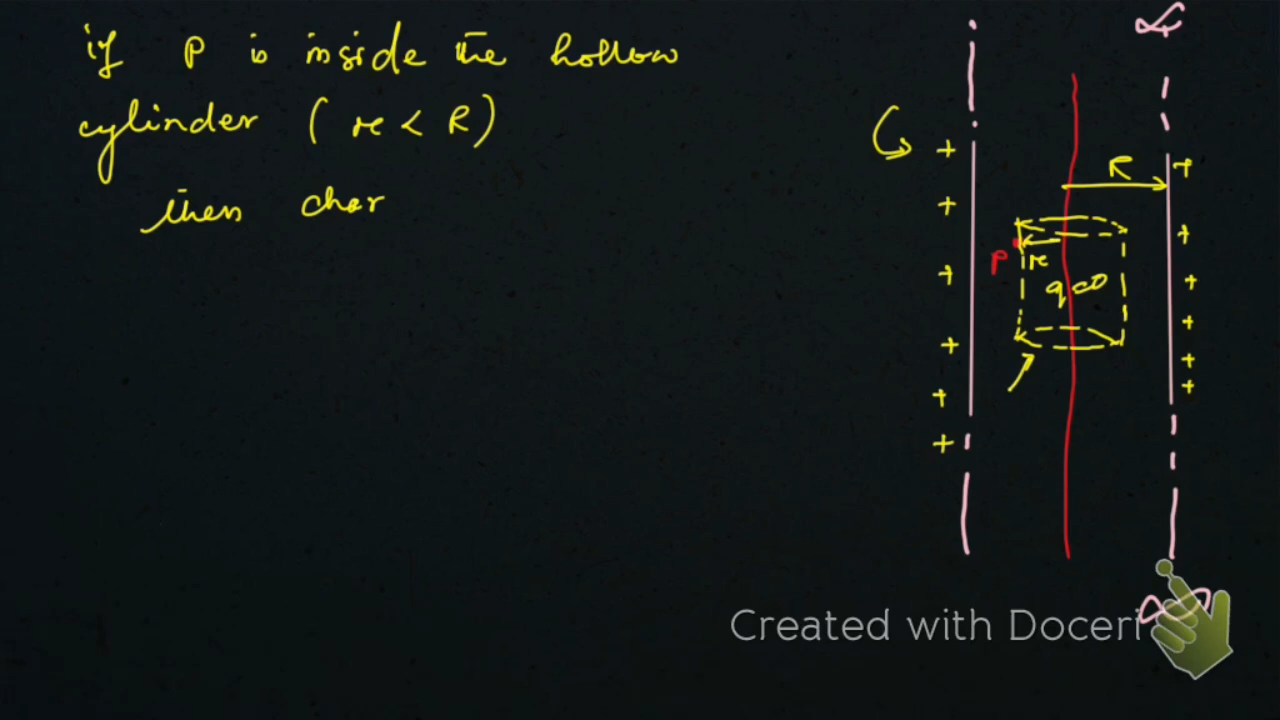 if P is inside the hollow
cylinder ( r < R )
then char
R
P
r
q=0
∞
∞
+ + + + + +
+ + + + + +
Created with Doceri